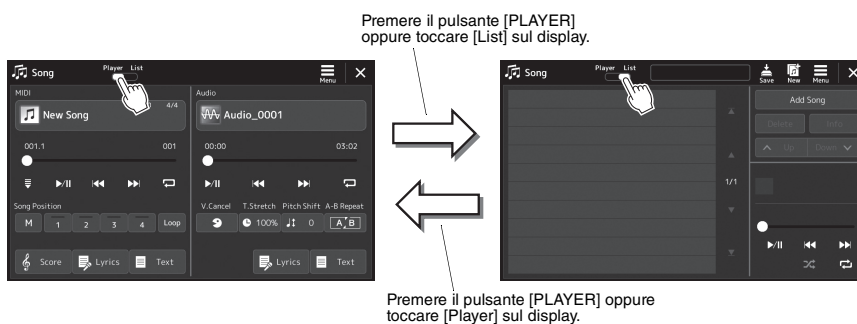 Premere il pulsante [PLAYER]
oppure toccare [List] sul display.
Song
Player List
Menu
MIDI
New Song
4/4
001.1
001
Song Position
M
1
2
3
4
Loop
Score
Lyrics
Text
Audio
Audio_0001
00:00
03:02
V.Cancel T.Stretch Pitch Shift A-B Repeat
100%
0
A B
Lyrics
Text
Song
Player List
Save
New
Menu
1/1
Add Song
Delete
Info
Up
Down
Premere il pulsante [PLAYER] oppure
toccare [Player] sul display.